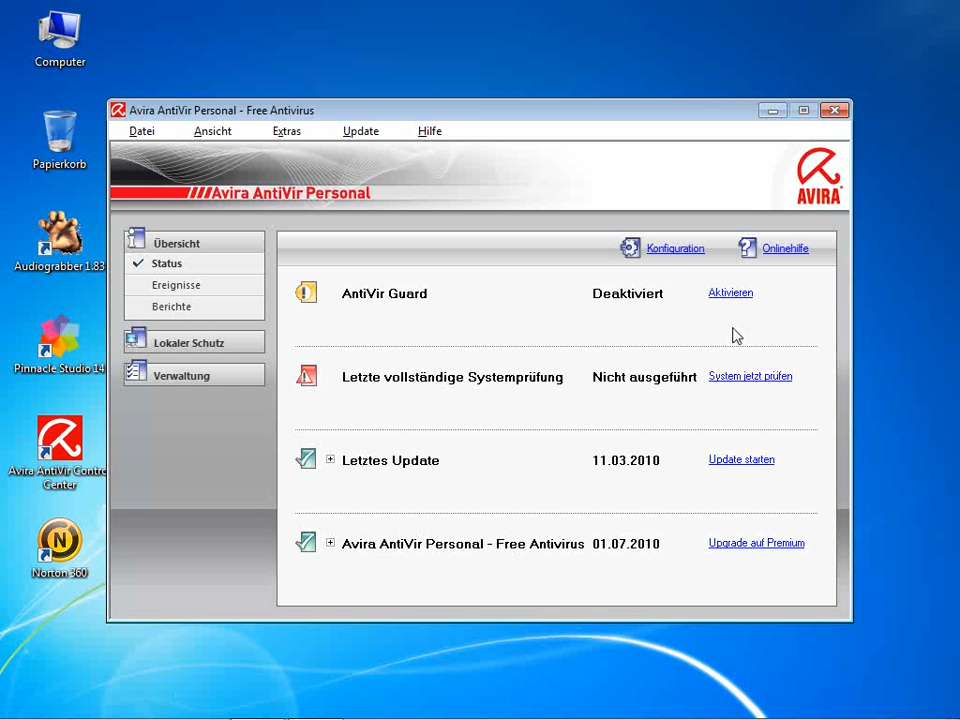 Computer
Papierkorb
Audiograbber 1.83
Pinnacle Studio 14
Avira AntiVir Contro
Center
Norton 360
Avira AntiVir Personal - Free Antivirus
Datei Ansicht Extras Update Hilfe
Avira AntiVir Personal
AVIRA
Übersicht
Status
Ereignisse
Berichte
Lokaler Schutz
Verwaltung
Konfiguration Onlinehilfe
AntiVir Guard Deaktiviert Aktivieren
Letzte vollständige Systemprüfung Nicht ausgeführt System jetzt prüfen
Letztes Update 11.03.2010 Update starten
Avira AntiVir Personal - Free Antivirus 01.07.2010 Upgrade auf Premium